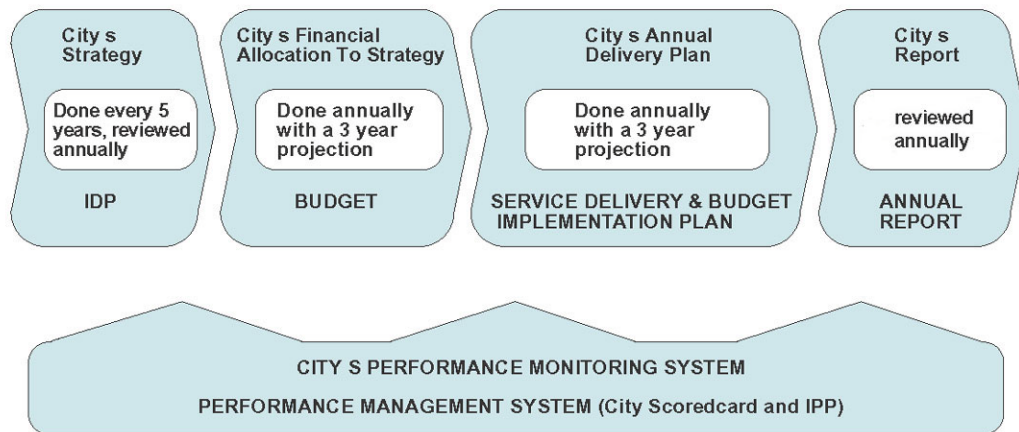 City s
Strategy
Done every 5
years, reviewed
annually
IDP
City s Financial
Allocation To Strategy
Done annually
with a 3 year
projection
BUDGET
City s Annual
Delivery Plan
Done annually
with a 3 year
projection
SERVICE DELIVERY & BUDGET
IMPLEMENTATION PLAN
City s
Report
reviewed
annually
ANNUAL
REPORT
CITY S PERFORMANCE MONITORING SYSTEM
PERFORMANCE MANAGEMENT SYSTEM (City Scoredcard and IPP)